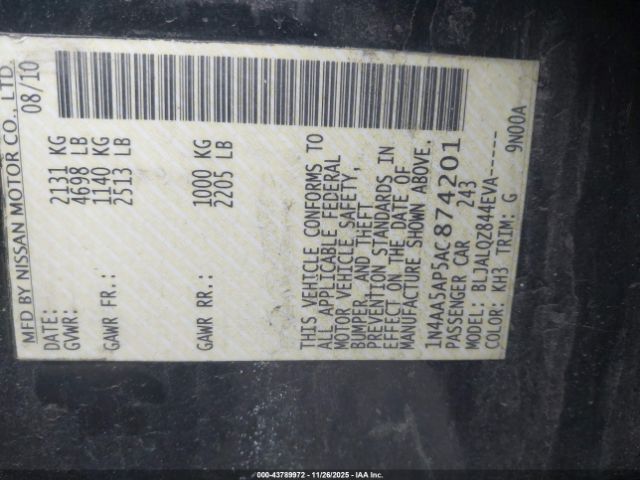 MFD BY NISSAN MOTOR CO., LTD.
DATE: 08/10
GVWR: 2131 KG
4698 LB
GAWR FR.: 1140 KG
2513 LB
GAWR RR.: 1000 KG
2205 LB
THIS VEHICLE CONFORMS TO
ALL APPLICABLE FEDERAL
MOTOR VEHICLE SAFETY,
BUMPER, AND THEFT
PREVENTION STANDARDS IN
EFFECT ON THE DATE OF
MANUFACTURE SHOWN ABOVE.
1N4AA5AP5AC874201
PASSENGER CAR 243
MODEL: BLJALQZ844EVA-----
COLOR: KH3 TRIM: G 9N00A
000-43789972 | 11/26/2025 | IAA Inc.